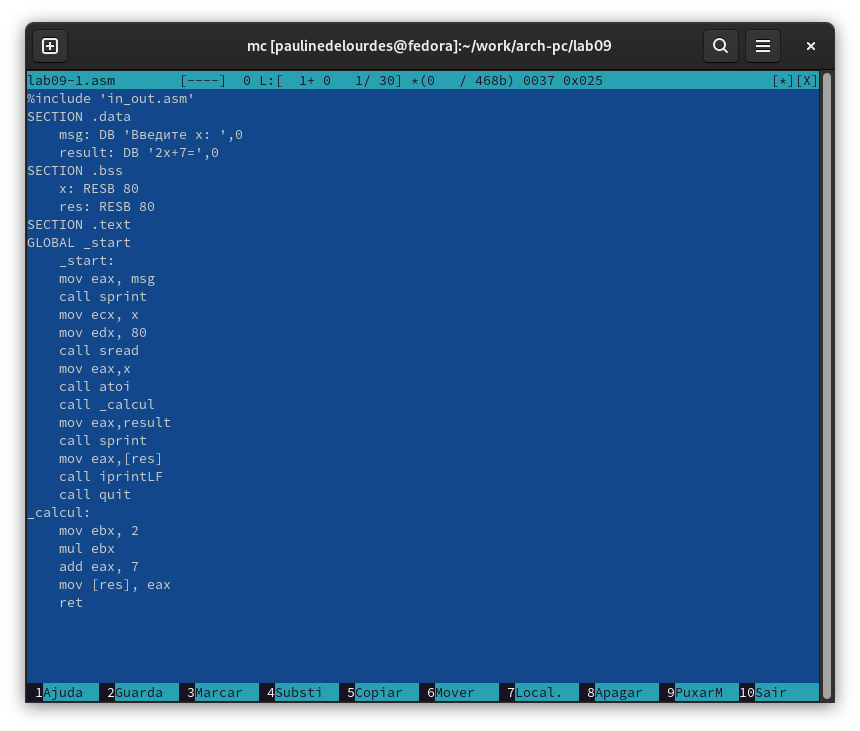 mc [paulinedelourdes@fedora]:~/work/arch-pc/lab09
lab09-1.asm        [----]  0 L:[  1+ 0   1/ 30] *(0   / 468b) 0037 0x025                     [*][X]
%include 'in_out.asm'
SECTION .data
    msg: DB 'Введите x: ',0
    result: DB '2x+7=',0
SECTION .bss
    x: RESB 80
    res: RESB 80
SECTION .text
GLOBAL _start
    _start:
    mov eax, msg
    call sprint
    mov ecx, x
    mov edx, 80
    call sread
    mov eax,x
    call atoi
    call _calcul
    mov eax,result
    call sprint
    mov eax,[res]
    call iprintLF
    call quit
_calcul:
    mov ebx, 2
    mul ebx
    add eax, 7
    mov [res], eax
    ret
 1Ajuda   2Guarda   3Marcar   4Substi   5Copiar   6Mover    7Local.   8Apagar   9PuxarM  10Sair